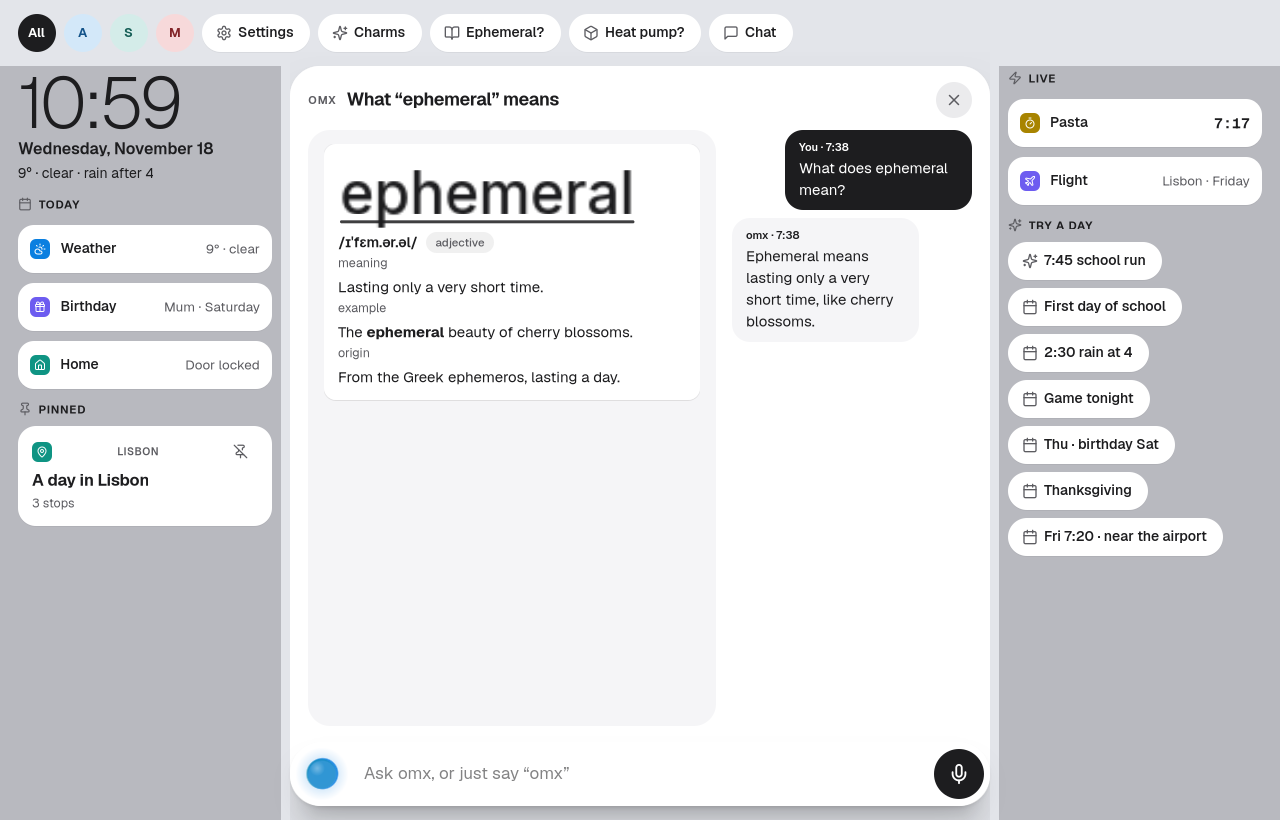 All
A
S
M
Settings
Charms
Ephemeral?
Heat pump?
Chat
10:59
Wednesday, November 18
9° · clear · rain after 4
TODAY
Weather
9° · clear
Birthday
Mum · Saturday
Home
Door locked
PINNED
LISBON
A day in Lisbon
3 stops
OMX
What “ephemeral” means
ephemeral
/ɪˈfɛm.ər.əl/
adjective
meaning
Lasting only a very short time.
example
The ephemeral beauty of cherry blossoms.
origin
From the Greek ephemeros, lasting a day.
You · 7:38
What does ephemeral
mean?
omx · 7:38
Ephemeral means
lasting only a very
short time, like cherry
blossoms.
Ask omx, or just say “omx”
LIVE
Pasta
7:17
Flight
Lisbon · Friday
TRY A DAY
7:45 school run
First day of school
2:30 rain at 4
Game tonight
Thu · birthday Sat
Thanksgiving
Fri 7:20 · near the airport